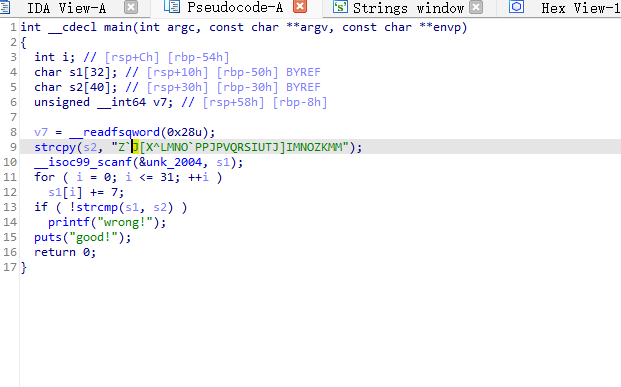 IDA View-A Pseudocode-A Strings window Hex View-1
1 int __cdecl main(int argc, const char **argv, const char **envp)
2 {
3 int i; // [rsp+Ch] [rbp-54h]
4 char s1[32]; // [rsp+10h] [rbp-50h] BYREF
5 char s2[40]; // [rsp+30h] [rbp-30h] BYREF
6 unsigned __int64 v7; // [rsp+58h] [rbp-8h]
7
8 v7 = __readfsqword(0x28u);
9 strcpy(s2, "Z`J[X^LMNO`PPJPVQRSIUTJ]IMNOZKMM");
10 __isoc99_scanf(&unk_2004, s1);
11 for ( i = 0; i <= 31; ++i )
12 s1[i] += 7;
13 if ( !strcmp(s1, s2) )
14 printf("wrong!");
15 puts("good!");
16 return 0;
17 }